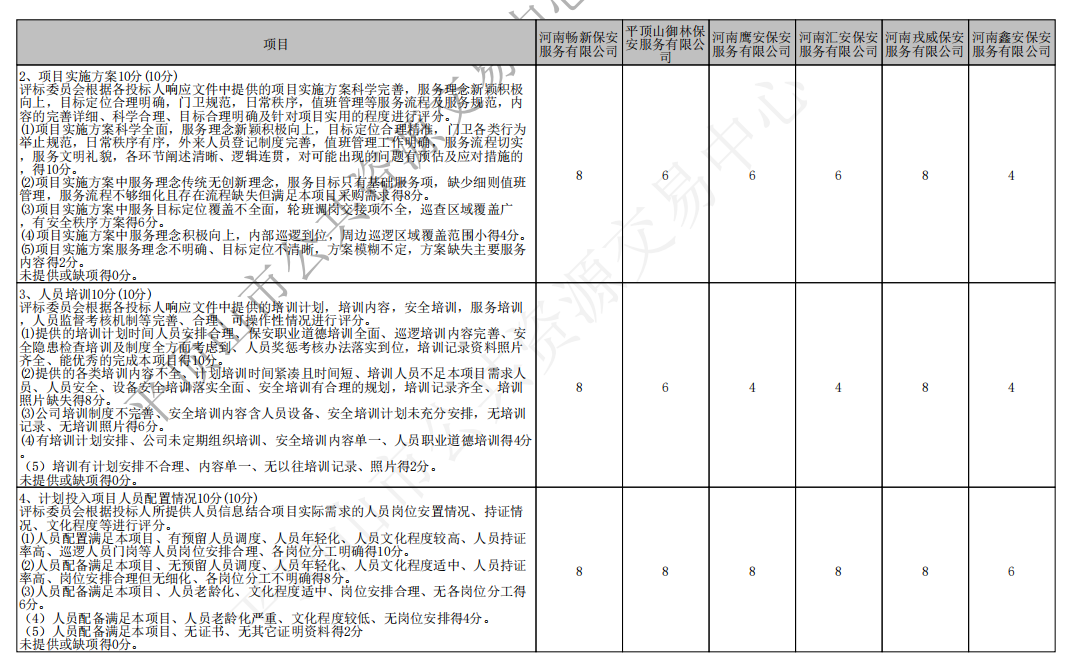 项目
河南畅新保安
服务有限公司
平顶山御林保
安服务有限公
司
河南鹰安保安
服务有限公司
河南汇安保安
服务有限公司
河南戎威保安
服务有限公司
河南鑫安保安
服务有限公司
2、项目实施方案10分(10分)
评标委员会根据各投标人响应文件中提供的项目实施方案科学完善，服务理念新颖积极
向上，目标定位合理明确，门卫规范，日常秩序，值班管理等服务流程及服务规范，内
容的完善详细、科学合理、目标合理明确及针对项目实用的程度进行评分。
(1)项目实施方案科学全面，服务理念新颖积极向上，目标定位合理精准，门卫各类行为
举止规范，日常秩序有序，外来人员登记制度完善，值班管理工作明确、服务流程切实
，服务文明礼貌，各环节阐述清晰、逻辑连贯，对可能出现的问题有预估及应对措施的
，得10分。
(2)项目实施方案中服务理念传统无创新理念，服务目标只有基础服务项，缺少细则值班
管理，服务流程不够细化且存在流程缺失但满足本项目采购需求得8分。
(3)项目实施方案中服务目标定位覆盖不全面，轮班调岗交接项不全，巡查区域覆盖广
，有安全秩序方案得6分。
(4)项目实施方案中服务理念积极向上，内部巡逻到位，周边巡逻区域覆盖范围小得4分。
(5)项目实施方案服务理念不明确、目标定位不清晰，方案模糊不定，方案缺失主要服务
内容得2分。
未提供或缺项得0分。
8
6
6
6
8
4
3、人员培训10分(10分)
评标委员会根据各投标人响应文件中提供的培训计划，培训内容，安全培训，服务培训
，人员监督考核机制等完善、合理、可操作性情况进行评分。
(1)提供的培训计划时间人员安排合理、保安职业道德培训全面、巡逻培训内容完善、安
全隐患检查培训及制度全方面考虑到、人员奖惩考核办法落实到位，培训记录资料照片
齐全、能优秀的完成本项目得10分。
(2)提供的各类培训内容不全、计划培训时间紧凑且时间短、培训人员不足本项目需求人
员、人员安全、设备安全培训落实全面、安全培训有合理的规划，培训记录齐全、培训
照片缺失得8分。
(3)公司培训制度不完善、安全培训内容含人员设备、安全培训计划未充分安排，无培训
记录、无培训照片得6分。
(4)有培训计划安排、公司未定期组织培训、安全培训内容单一、人员职业道德培训得4分
。
（5）培训有计划安排不合理、内容单一、无以往培训记录、照片得2分。
未提供或缺项得0分。
8
6
4
4
8
4
4、计划投入项目人员配置情况10分(10分)
评标委员会根据投标人所提供人员信息结合项目实际需求的人员岗位安置情况、持证情
况、文化程度等进行评分。
(1)人员配置满足本项目、有预留人员调度、人员年轻化、人员文化程度较高、人员持证
率高、巡逻人员门岗等人员岗位安排合理、各岗位分工明确得10分。
(2)人员配备满足本项目、无预留人员调度、人员年轻化、人员文化程度适中、人员持证
率高、岗位安排合理但无细化、各岗位分工不明确得8分。
(3)人员配备满足本项目、人员老龄化、文化程度适中、岗位安排合理、无各岗位分工得
6分。
（4）人员配备满足本项目、人员老龄化严重、文化程度较低、无岗位安排得4分。
（5）人员配备满足本项目、无证书、无其它证明资料得2分
未提供或缺项得0分。
8
8
8
8
8
6
平顶山市公共资源交易中心
平顶山市公共资源交易中心